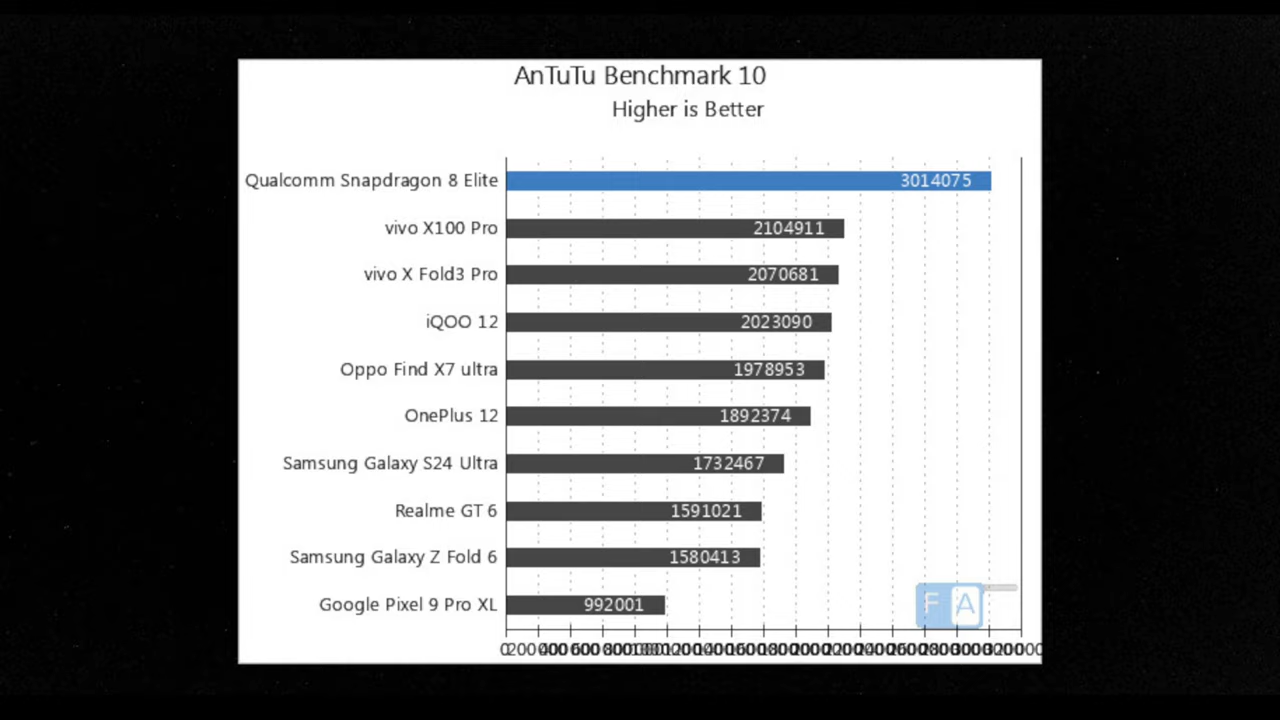 AnTuTu Benchmark 10
Higher is Better
Qualcomm Snapdragon 8 Elite 3014075
vivo X100 Pro 2104911
vivo X Fold3 Pro 2070681
iQOO 12 2023090
Oppo Find X7 ultra 1978953
OnePlus 12 1892374
Samsung Galaxy S24 Ultra 1732467
Realme GT 6 1591021
Samsung Galaxy Z Fold 6 1580413
Google Pixel 9 Pro XL 992001
F A